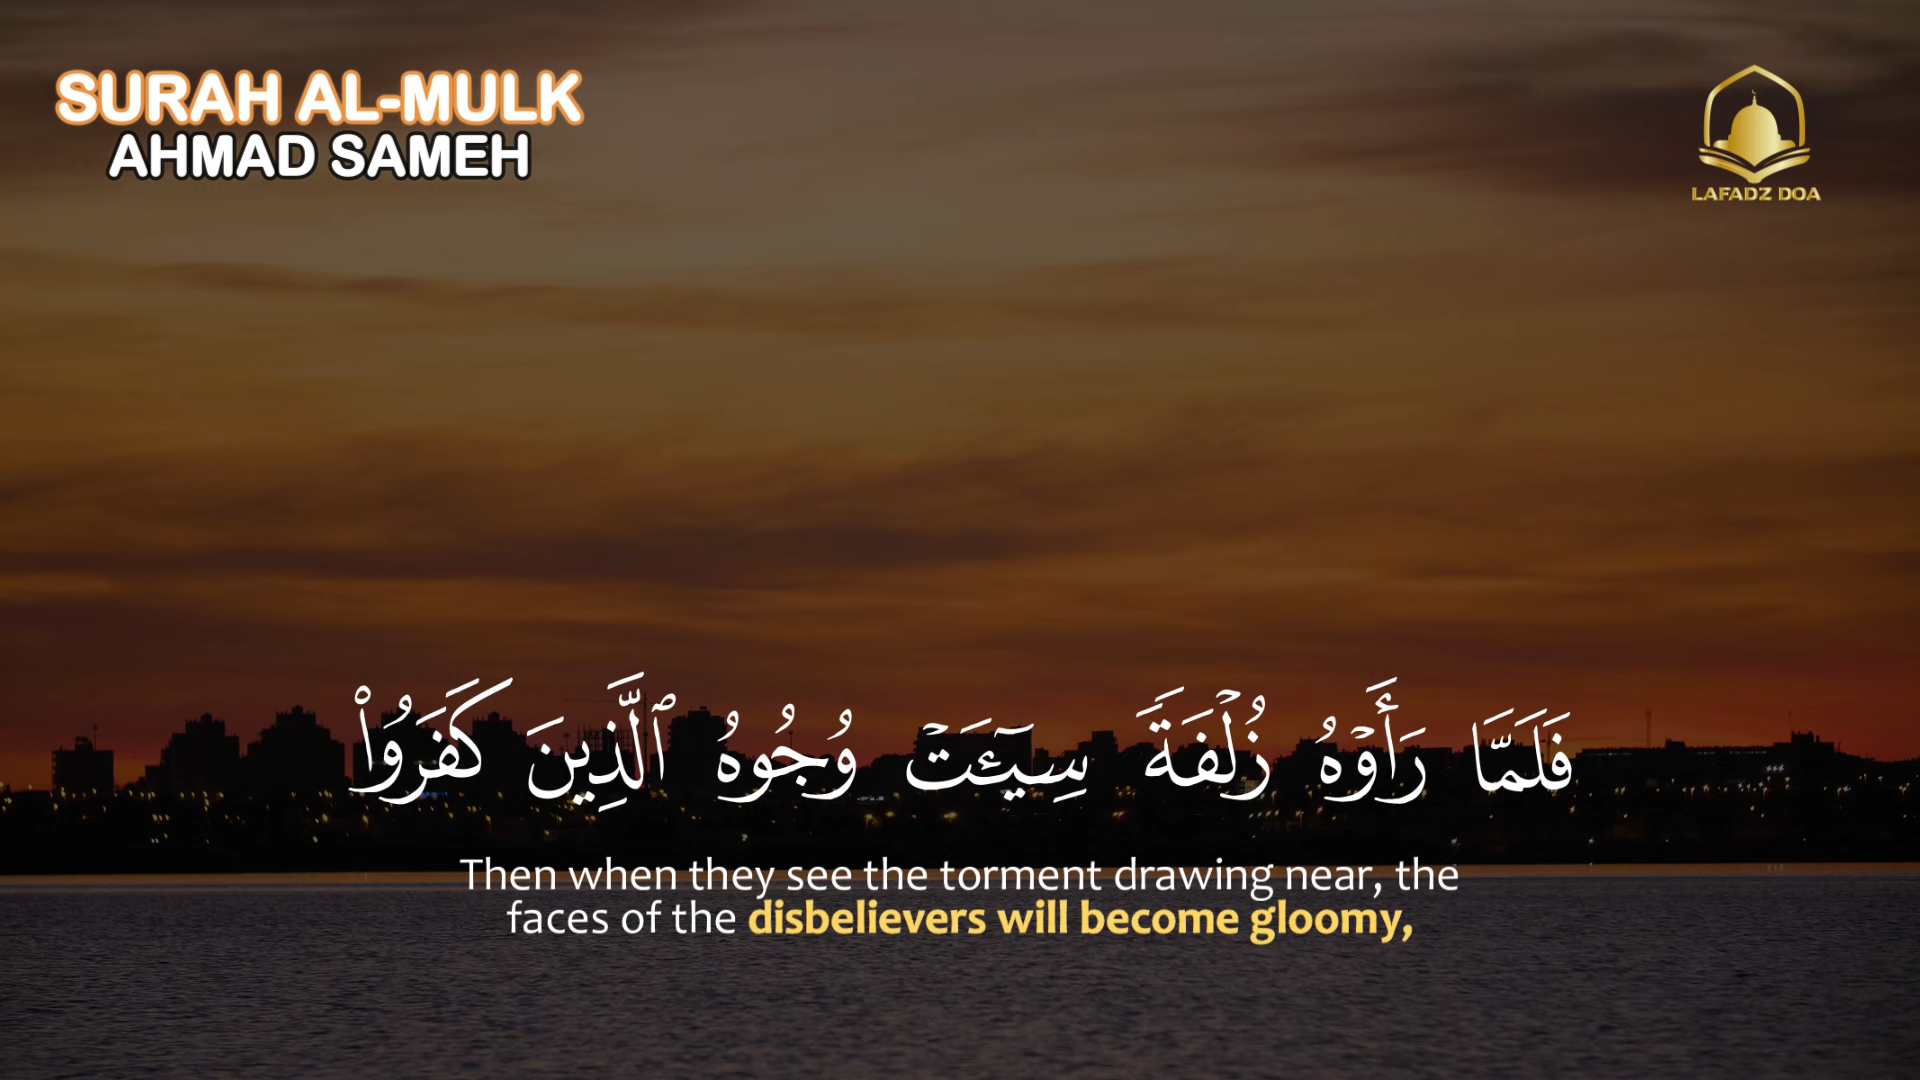 SURAH AL-MULK
AHMAD SAMEH
LAFADZ DOA
فَلَمَّا رَأَوۡهُ زُلۡفَةٗ سِيٓـَٔتۡ وُجُوهُ ٱلَّذِينَ كَفَرُواْ
Then when they see the torment drawing near, the
faces of the disbelievers will become gloomy,